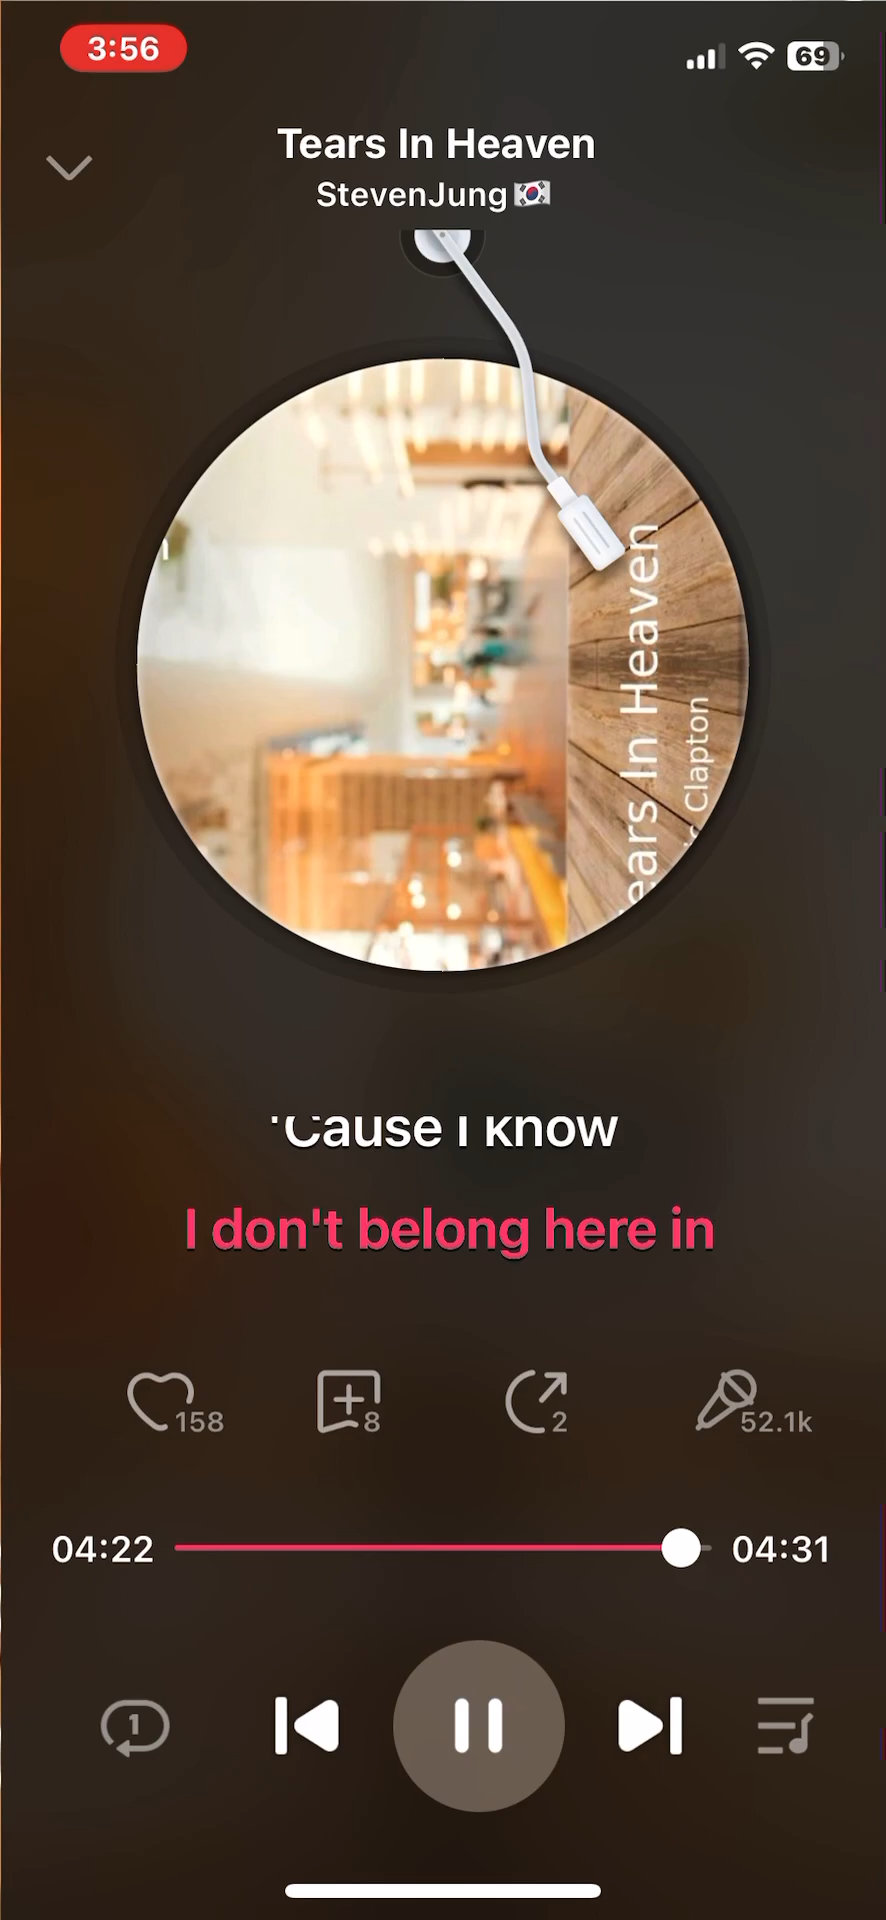 3:56
69
Tears In Heaven
StevenJung🇰🇷
ears In Heaven
Clapton
'Cause I know
I don't belong here in
158
8
2
52.1k
04:22
04:31
1